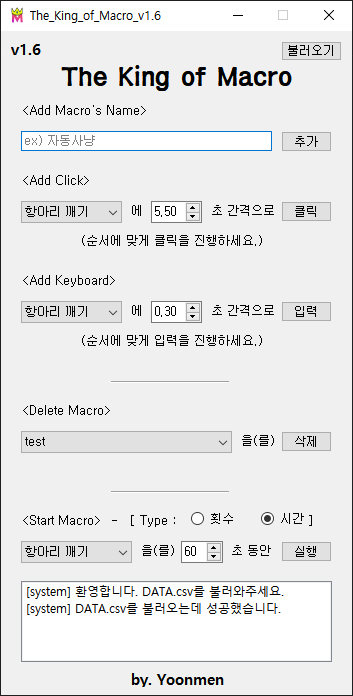 The_King_of_Macro_v1.6
v1.6 불러오기
The King of Macro
<Add Macro's Name>
ex) 자동사냥 추가
<Add Click>
항아리 깨기 에 5,50 초 간격으로 클릭
(순서에 맞게 클릭을 진행하세요.)
<Add Keyboard>
항아리 깨기 에 0,30 초 간격으로 입력
(순서에 맞게 입력을 진행하세요.)
<Delete Macro>
test 을(를) 삭제
<Start Macro> - [ Type : 횟수 시간 ]
항아리 깨기 을(를) 60 초 동안 실행
[system] 환영합니다. DATA.csv를 불러와주세요.
[system] DATA.csv를 불러오는데 성공했습니다.
by. Yoonmen